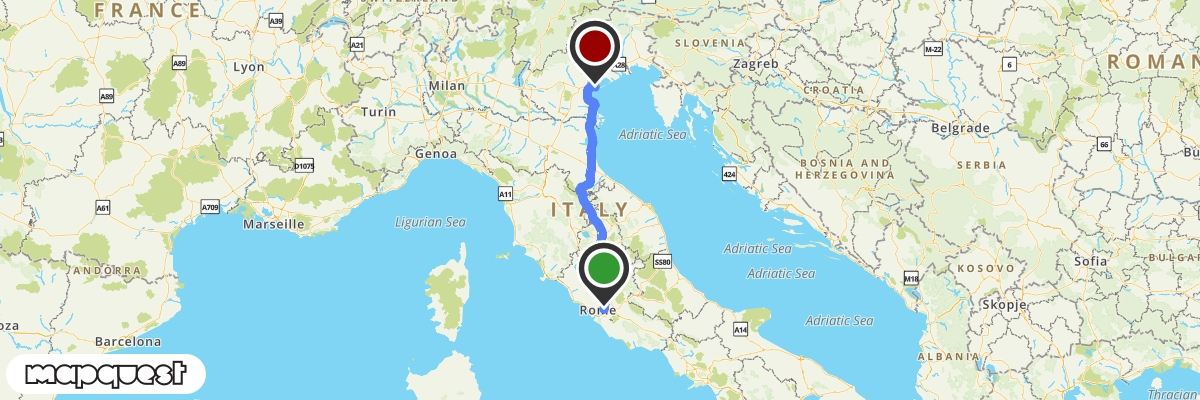 FRANCE
SWITZERLAND
A39
A21
A89
Lyon
A89
Milan
Turin
Genoa
D1075
A61
A709
Marseille
A11
ITALY
Ligurian Sea
ANDORRA
Barcelona
Rome
mapquest
A28
SLOVENIA
Zagreb
M-22
6
ROMAN
CROATIA
Belgrade
Adriatic Sea
66
Bu
BOSNIA AND
HERZEGOVINA
SERBIA
424
SS80
Adriatic Sea
Adriatic Sea
M18
KOSOVO
Sofia
BULGAR
Skopje
Adriatic Sea
A14
ALBANIA
Thracian
oza